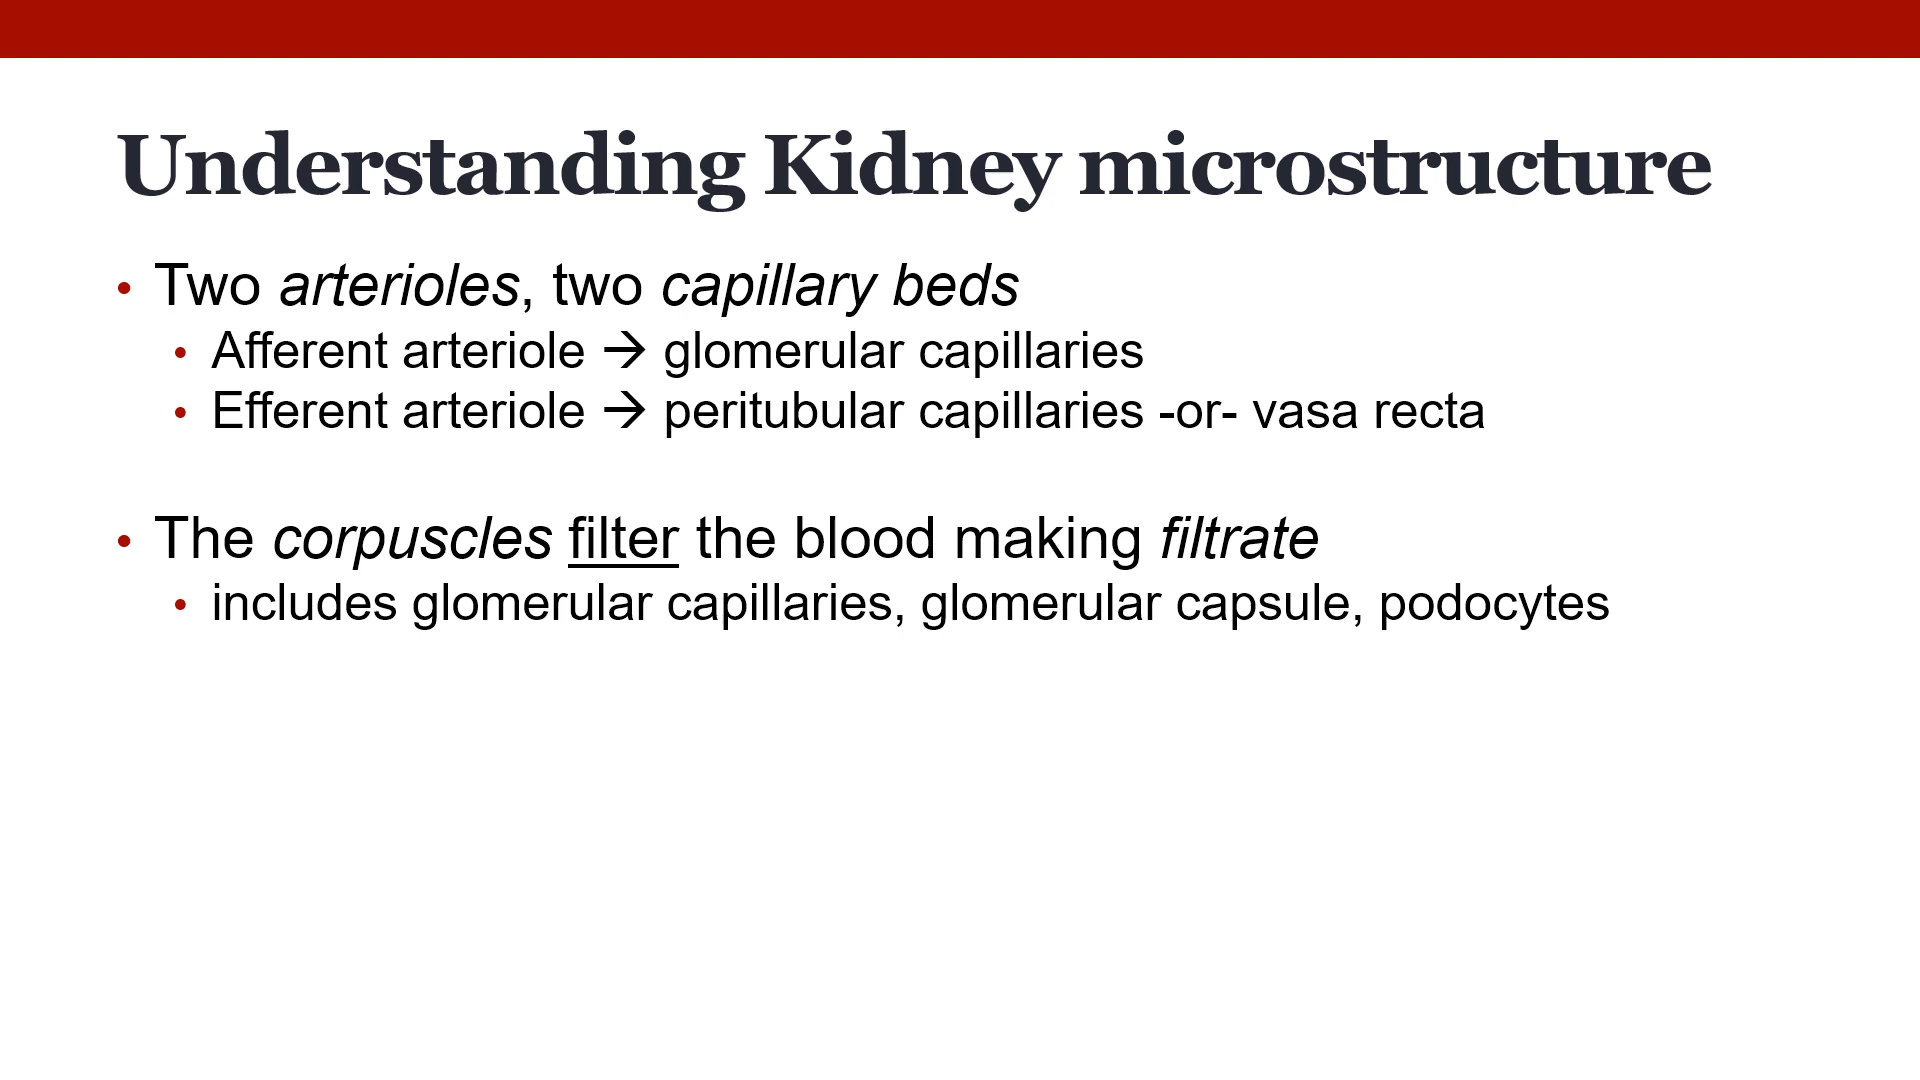 Understanding Kidney microstructure
• Two arterioles, two capillary beds
• Afferent arteriole → glomerular capillaries
• Efferent arteriole → peritubular capillaries -or- vasa recta
• The corpuscles filter the blood making filtrate
• includes glomerular capillaries, glomerular capsule, podocytes